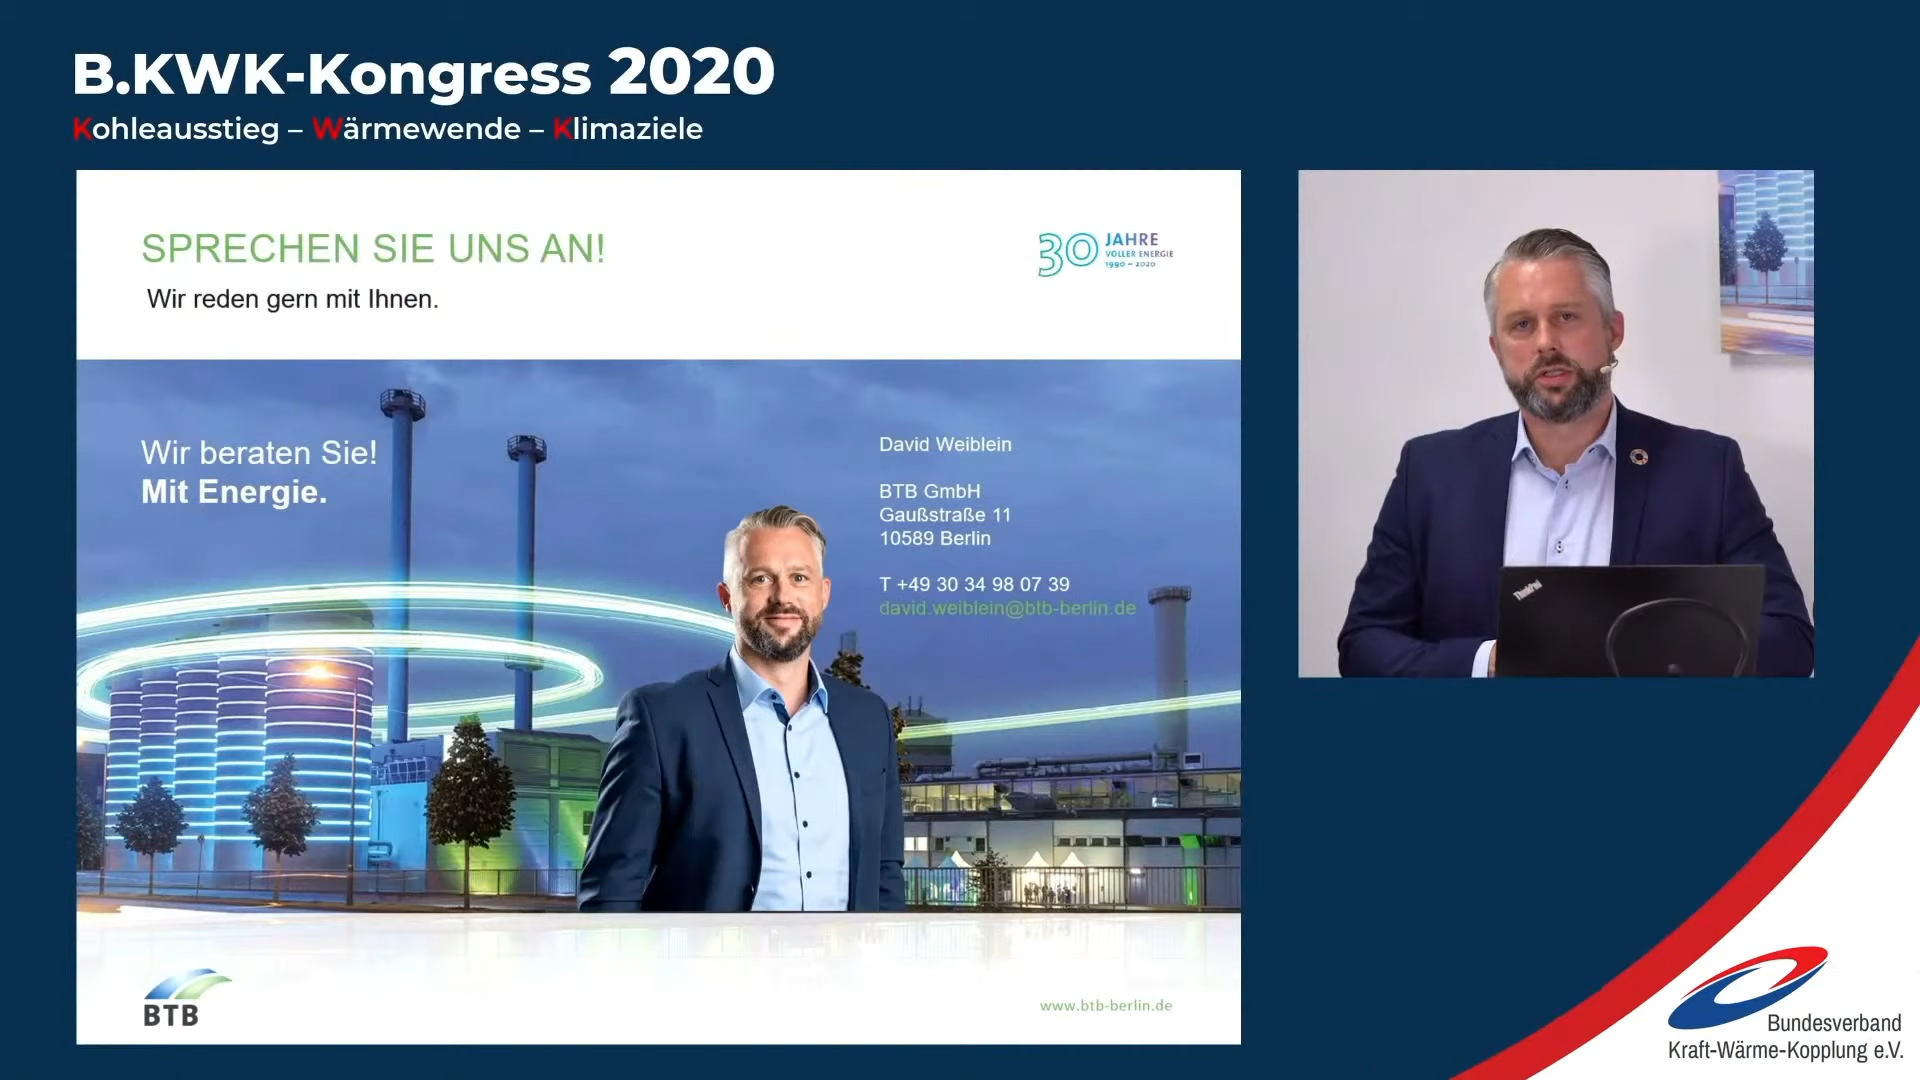 B.KWK-Kongress 2020
Kohleausstieg – Wärmewende – Klimaziele
SPRECHEN SIE UNS AN!
Wir reden gern mit Ihnen.
30 JAHRE
VOLLER ENERGIE
1990 – 2020
Wir beraten Sie!
Mit Energie.
David Weiblein
BTB GmbH
Gaußstraße 11
10589 Berlin
T +49 30 34 98 07 39
david.weiblein@btb-berlin.de
BTB
www.btb-berlin.de
ThinkPad
Bundesverband
Kraft-Wärme-Kopplung e.V.